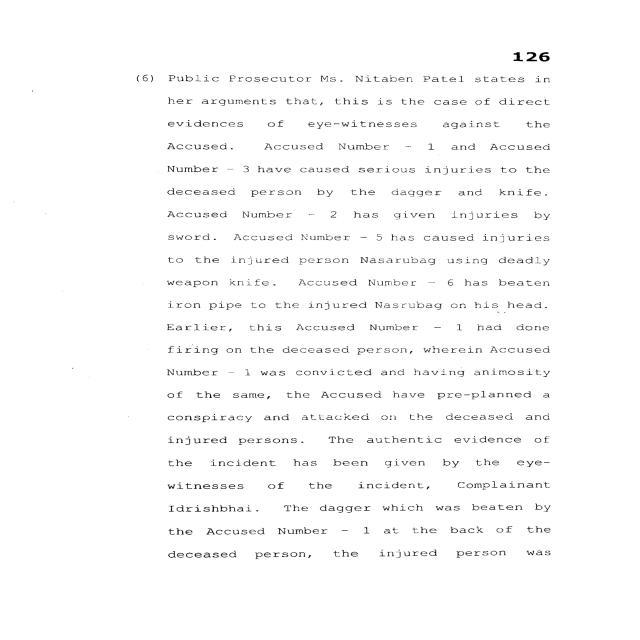 126
(6) Public Prosecutor Ms. Nitaben Patel states in
her arguments that, this is the case of direct
evidences of eye-witnesses against the
Accused. Accused Number - 1 and Accused
Number - 3 have caused serious injuries to the
deceased person by the dagger and knife.
Accused Number - 2 has given injuries by
sword. Accused Number - 5 has caused injuries
to the injured person Nasarubag using deadly
weapon knife. Accused Number - 6 has beaten
iron pipe to the injured Nasrubag on his head.
Earlier, this Accused Number - 1 had done
firing on the deceased person, wherein Accused
Number - 1 was convicted and having animosity
of the same, the Accused have pre-planned a
conspiracy and attacked on the deceased and
injured persons. The authentic evidence of
the incident has been given by the eye-
witnesses of the incident, Complainant
Idrishbhai. The dagger which was beaten by
the Accused Number - 1 at the back of the
deceased person, the injured person was